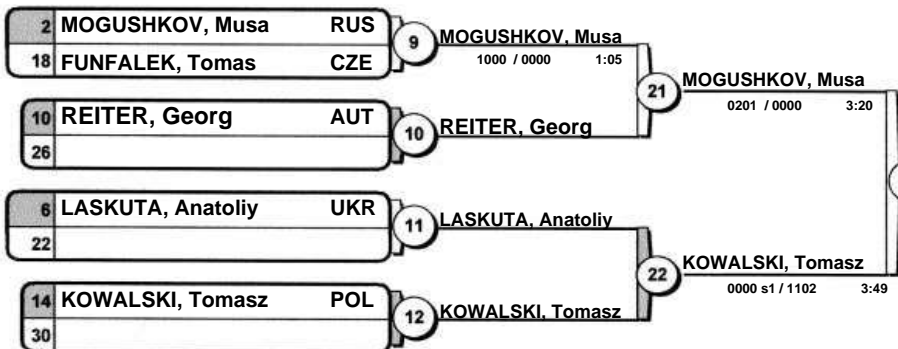 2 MOGUSHKOV, Musa RUS
18 FUNFALEK, Tomas CZE
9
MOGUSHKOV, Musa
1000 / 0000 1:05
10 REITER, Georg AUT
26
10
REITER, Georg
21
MOGUSHKOV, Musa
0201 / 0000 3:20
6 LASKUTA, Anatoliy UKR
22
11
LASKUTA, Anatoliy
14 KOWALSKI, Tomasz POL
30
12
KOWALSKI, Tomasz
22
KOWALSKI, Tomasz
0000 s1 / 1102 3:49